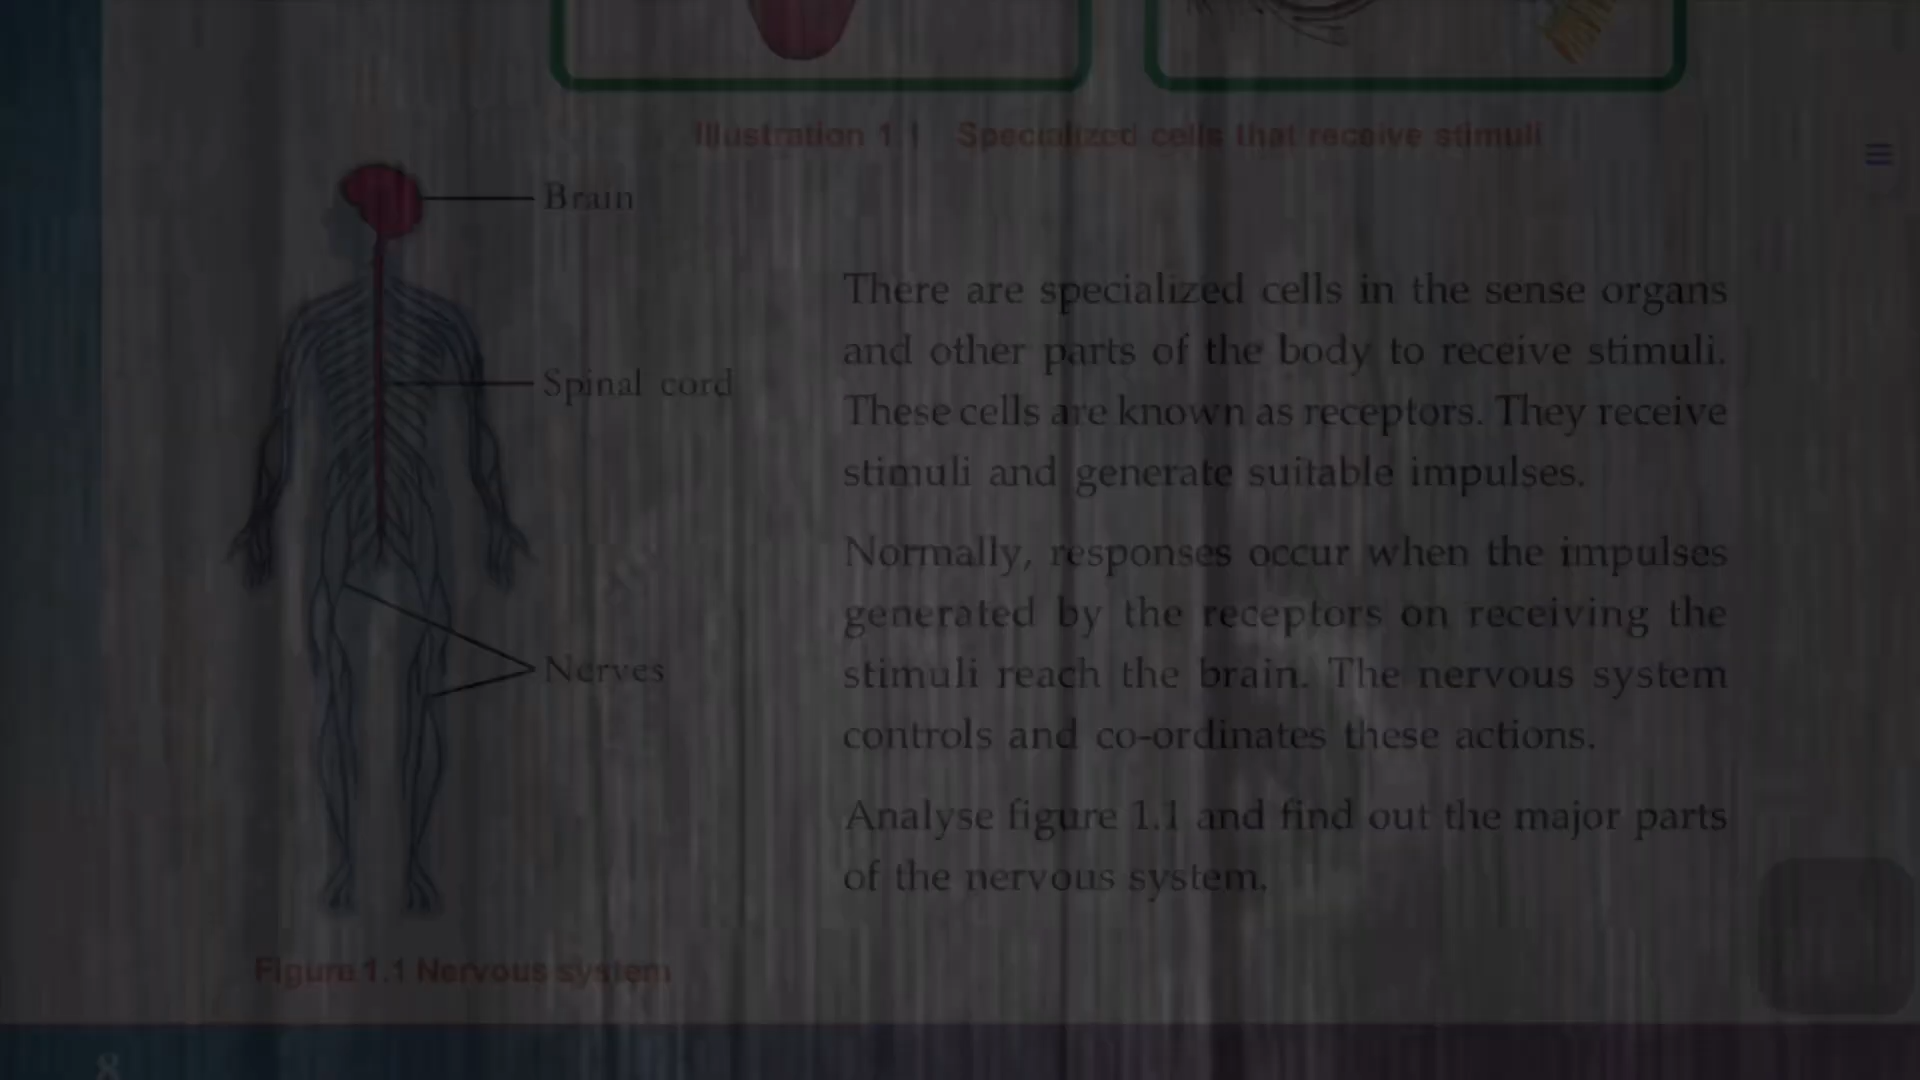 Illustration 1.1 Specialized cells that receive stimuli
Brain
Spinal cord
Nerves
Figure 1.1 Nervous system
There are specialized cells in the sense organs
and other parts of the body to receive stimuli.
These cells are known as receptors. They receive
stimuli and generate suitable impulses.
Normally, responses occur when the impulses
generated by the receptors on receiving the
stimuli reach the brain. The nervous system
controls and co-ordinates these actions.
Analyse figure 1.1 and find out the major parts
of the nervous system.
8